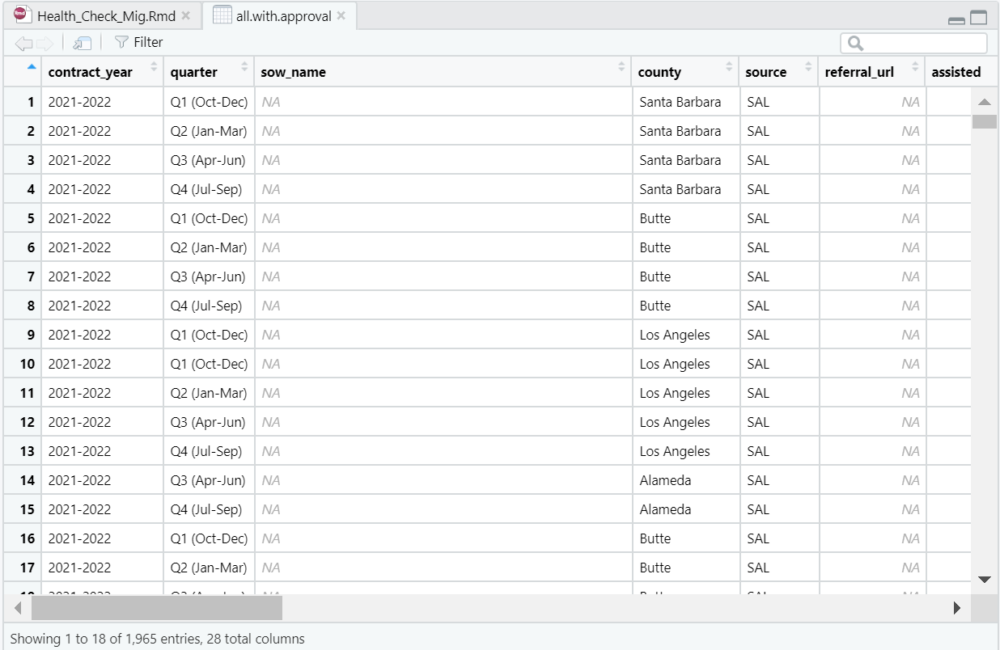 Health_Check_Mig.Rmd all.with.approval
Filter
contract_year quarter sow_name county source referral_url assisted
1 2021-2022 Q1 (Oct-Dec) NA Santa Barbara SAL NA
2 2021-2022 Q2 (Jan-Mar) NA Santa Barbara SAL NA
3 2021-2022 Q3 (Apr-Jun) NA Santa Barbara SAL NA
4 2021-2022 Q4 (Jul-Sep) NA Santa Barbara SAL NA
5 2021-2022 Q1 (Oct-Dec) NA Butte SAL NA
6 2021-2022 Q2 (Jan-Mar) NA Butte SAL NA
7 2021-2022 Q3 (Apr-Jun) NA Butte SAL NA
8 2021-2022 Q4 (Jul-Sep) NA Butte SAL NA
9 2021-2022 Q1 (Oct-Dec) NA Los Angeles SAL NA
10 2021-2022 Q1 (Oct-Dec) NA Los Angeles SAL NA
11 2021-2022 Q2 (Jan-Mar) NA Los Angeles SAL NA
12 2021-2022 Q3 (Apr-Jun) NA Los Angeles SAL NA
13 2021-2022 Q4 (Jul-Sep) NA Los Angeles SAL NA
14 2021-2022 Q3 (Apr-Jun) NA Alameda SAL NA
15 2021-2022 Q4 (Jul-Sep) NA Alameda SAL NA
16 2021-2022 Q1 (Oct-Dec) NA Butte SAL NA
17 2021-2022 Q2 (Jan-Mar) NA Butte SAL NA
Showing 1 to 18 of 1,965 entries, 28 total columns